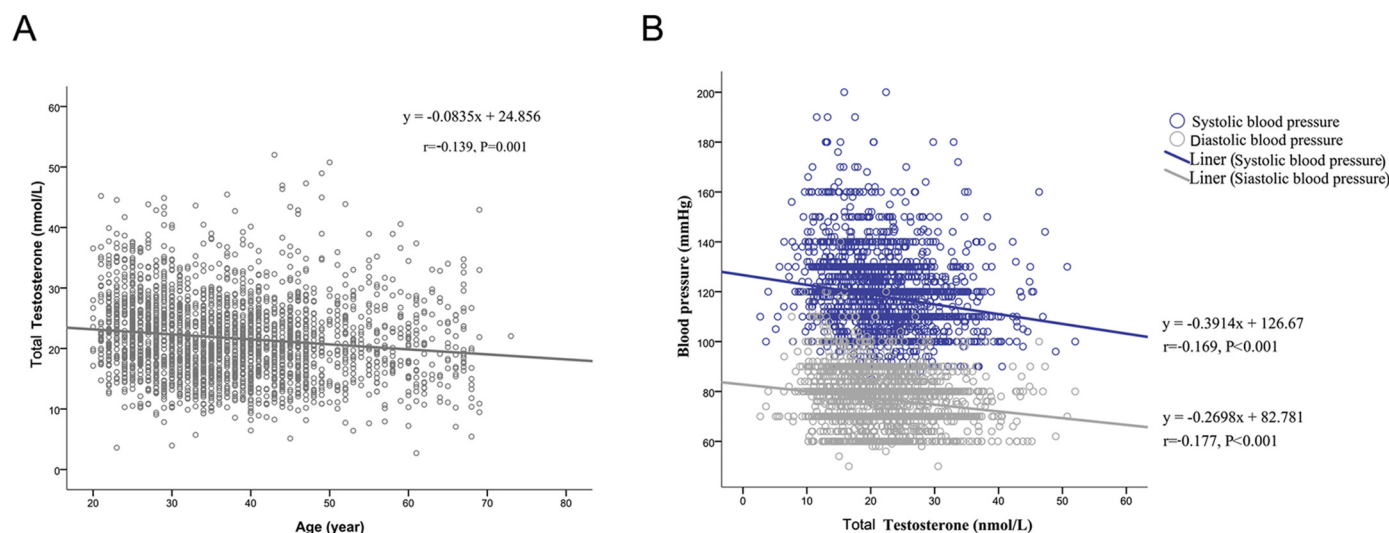 A
Total Testosterone (nmol/L)
60
50
40
30
20
10
0
y = -0.0835x + 24.856
r=-0.139, P=0.001
20 30 40 50 60 70 80
Age (year)
B
Blood pressure (mmHg)
200
180
160
140
120
100
80
60
0 10 20 30 40 50 60
Total Testosterone (nmol/L)
Systolic blood pressure
Diastolic blood pressure
Liner (Systolic blood pressure)
Liner (Siastolic blood pressure)
y = -0.3914x + 126.67
r=-0.169, P<0.001
y = -0.2698x + 82.781
r=-0.177, P<0.001